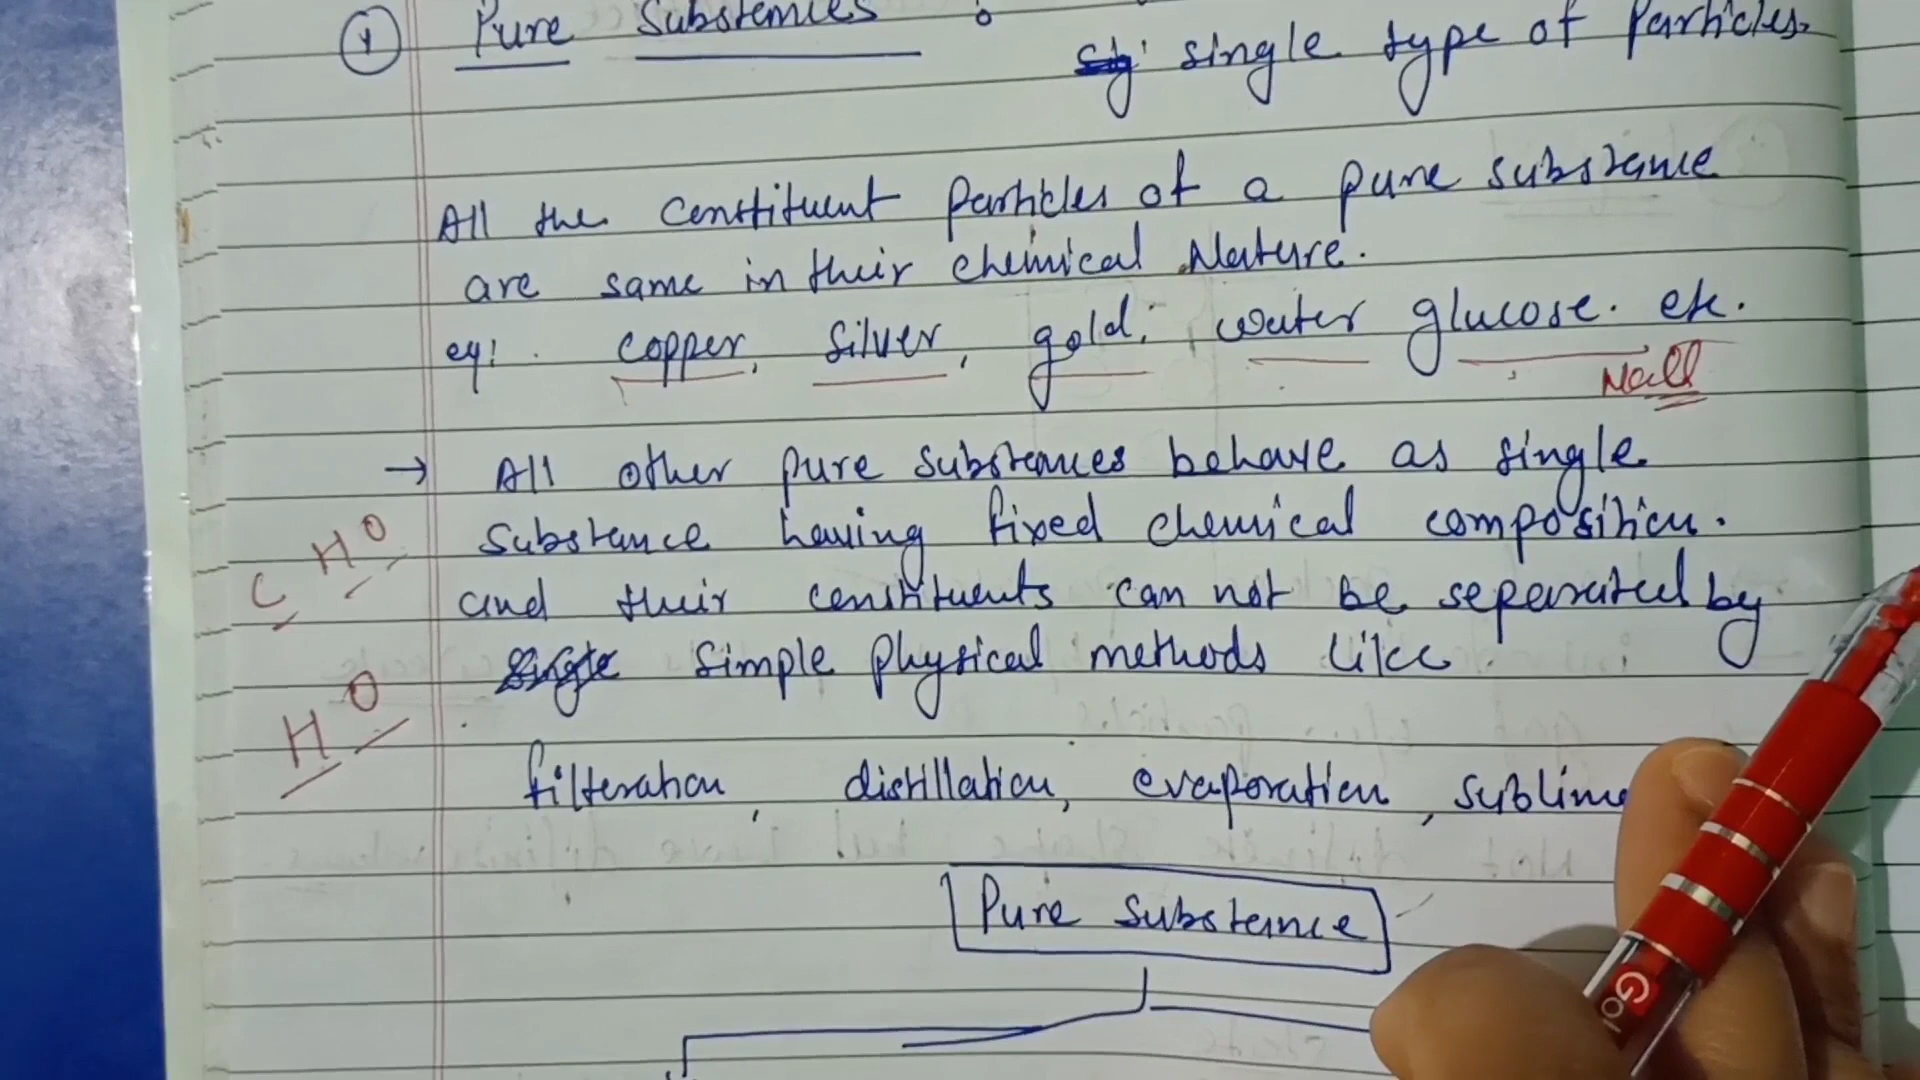 1 Pure Substances :
single type of Particles.
All the constituent Particles of a pure substance
are same in their chemical Nature.
eg: copper, silver, gold, water glucose. etc.
NaCl
→ All other pure substances behave as single
substance having fixed chemical composition.
C H O
and their constituents can not be separated by
simple physical methods like
H O
filteration, distillation, evaporation, sublima
Pure Substance
Go!